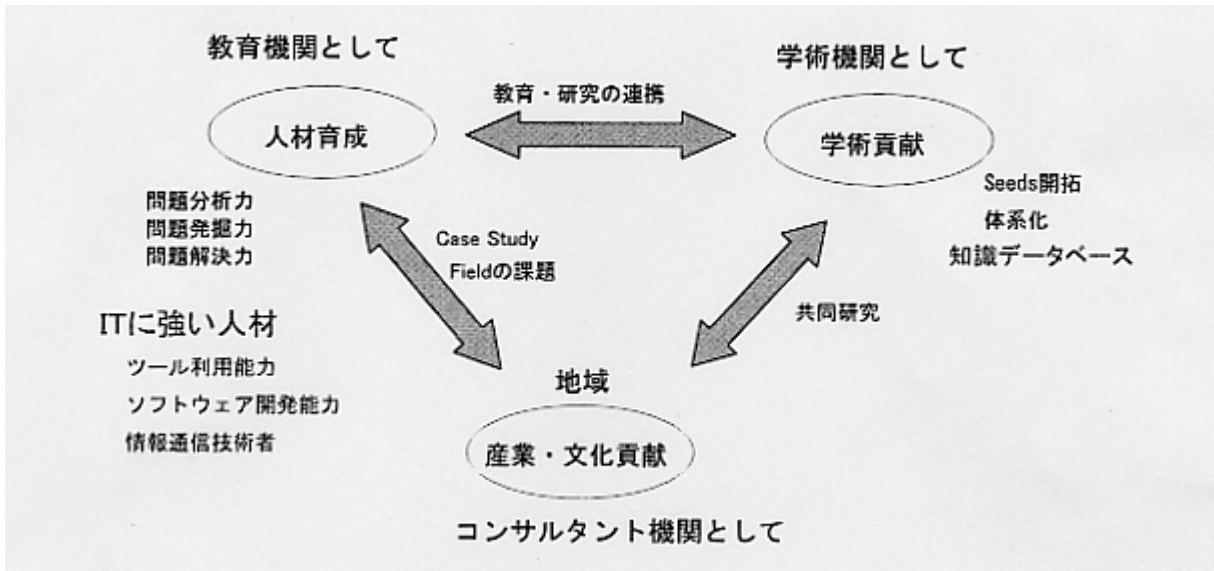 教育機関として
学術機関として
教育・研究の連携
人材育成
学術貢献
Seeds開拓
体系化
知識データベース
問題分析力
問題発掘力
問題解決力
Case Study
Fieldの課題
共同研究
ITに強い人材
ツール利用能力
ソフトウェア開発能力
情報通信技術者
地域
産業・文化貢献
コンサルタント機関として